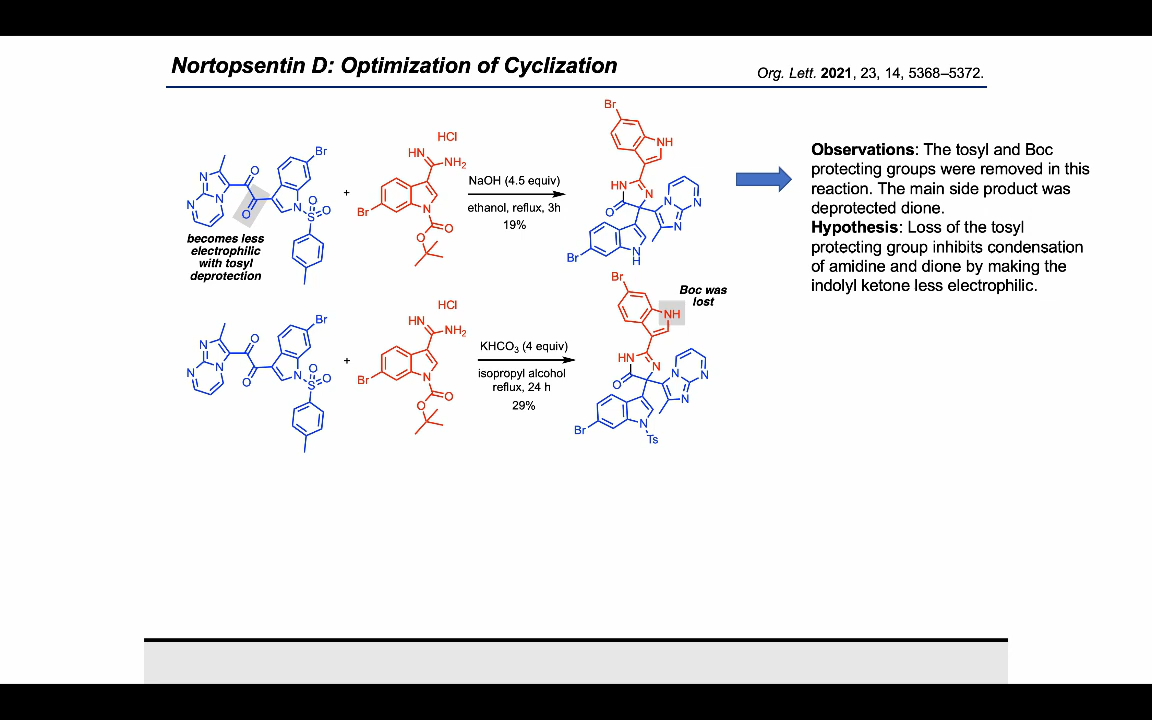 Nortopsentin D: Optimization of Cyclization
Org. Lett. 2021, 23, 14, 5368–5372.
HCl
HN
NH₂
Br
N
O
O
N
N
N
O
O
N
S
O
O
becomes less
electrophilic
with tosyl
deprotection
+
Br
N
O
O
NaOH (4.5 equiv)
ethanol, reflux, 3h
19%
Br
NH
HN
N
O
N
N
N
Br
N
H
Observations: The tosyl and Boc
protecting groups were removed in this
reaction. The main side product was
deprotected dione.
Hypothesis: Loss of the tosyl
protecting group inhibits condensation
of amidine and dione by making the
indolyl ketone less electrophilic.
HCl
HN
NH₂
Br
N
N
N
O
O
N
S
O
O
+
Br
N
O
O
KHCO₃ (4 equiv)
isopropyl alcohol
reflux, 24 h
29%
Br
Boc was
lost
NH
HN
N
O
N
N
N
Br
N
Ts